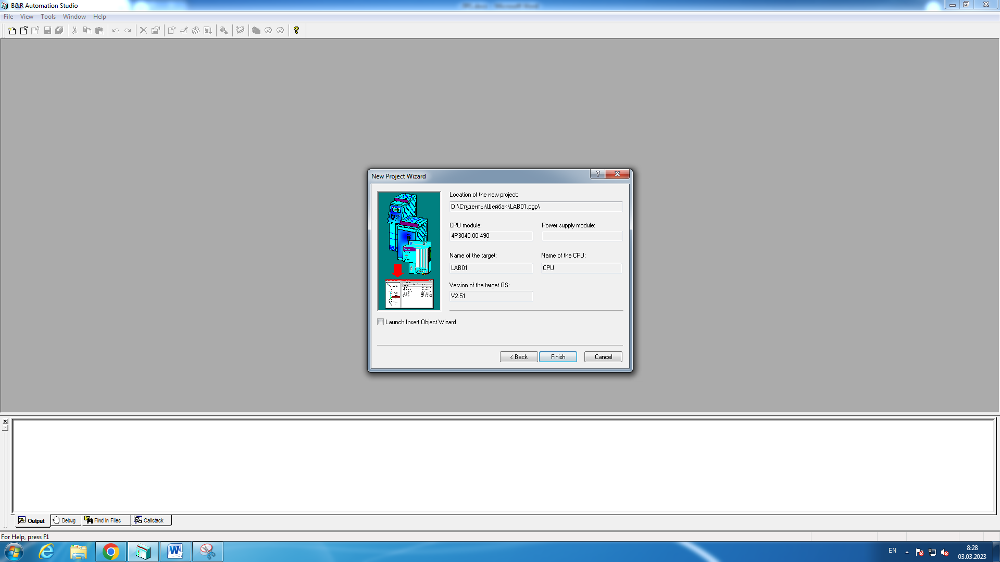 B&R Automation Studio
File View Tools Window Help
New Project Wizard
Location of the new project:
D:\Студенты\Шейбак\LAB01.pgp\
CPU module: Power supply module:
4P3040.00-490
Name of the target: Name of the CPU:
LAB01 CPU
Version of the target OS:
V2.51
Launch Insert Object Wizard
< Back Finish Cancel
Output Debug Find in Files Callstack
For Help, press F1
EN 8:28
03.03.2023